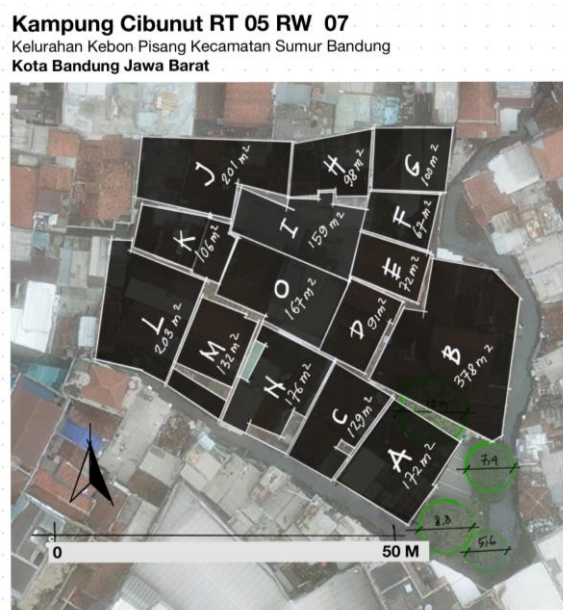 Kampung Cibunut RT 05 RW 07
Kelurahan Kebon Pisang Kecamatan Sumur Bandung
Kota Bandung Jawa Barat
J 201 m²
H 98 m²
G 100 m²
I 159 m²
F 67 m²
K 106 m²
E 72 m²
O 167 m²
D 91 m²
L 203 m²
M 132 m²
B 378 m²
N 176 m²
C 129 m²
A 172 m²
7,4
8,8
5,6
0 50 M